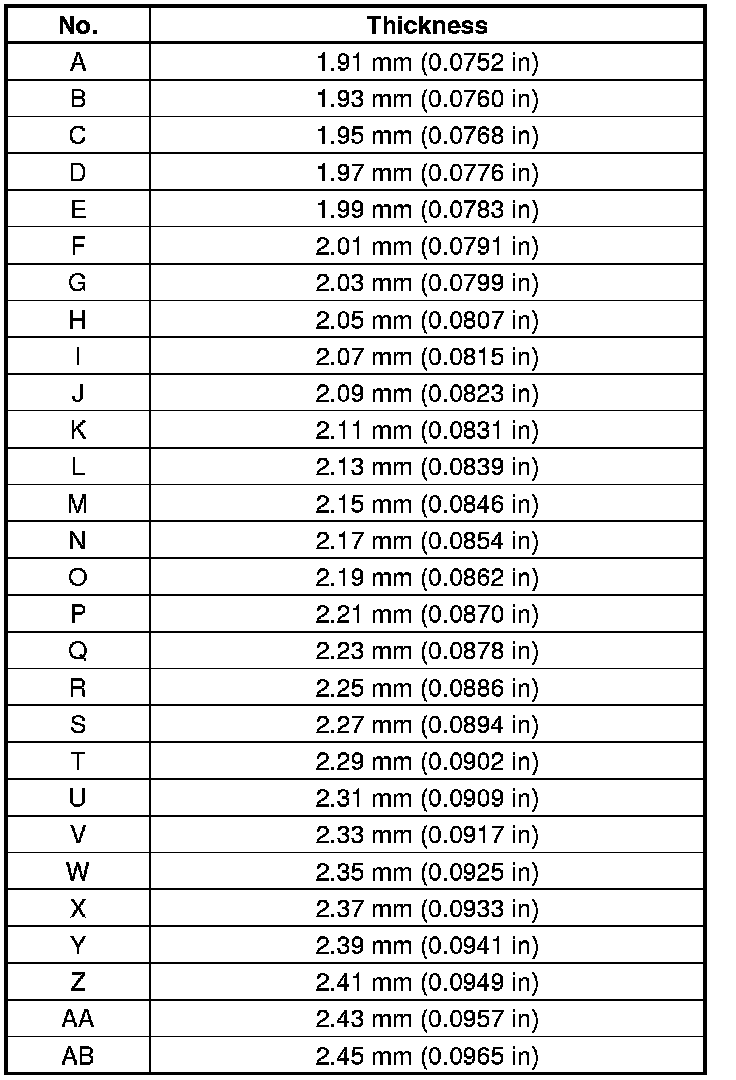 No. Thickness
A 1.91 mm (0.0752 in)
B 1.93 mm (0.0760 in)
C 1.95 mm (0.0768 in)
D 1.97 mm (0.0776 in)
E 1.99 mm (0.0783 in)
F 2.01 mm (0.0791 in)
G 2.03 mm (0.0799 in)
H 2.05 mm (0.0807 in)
I 2.07 mm (0.0815 in)
J 2.09 mm (0.0823 in)
K 2.11 mm (0.0831 in)
L 2.13 mm (0.0839 in)
M 2.15 mm (0.0846 in)
N 2.17 mm (0.0854 in)
O 2.19 mm (0.0862 in)
P 2.21 mm (0.0870 in)
Q 2.23 mm (0.0878 in)
R 2.25 mm (0.0886 in)
S 2.27 mm (0.0894 in)
T 2.29 mm (0.0902 in)
U 2.31 mm (0.0909 in)
V 2.33 mm (0.0917 in)
W 2.35 mm (0.0925 in)
X 2.37 mm (0.0933 in)
Y 2.39 mm (0.0941 in)
Z 2.41 mm (0.0949 in)
AA 2.43 mm (0.0957 in)
AB 2.45 mm (0.0965 in)